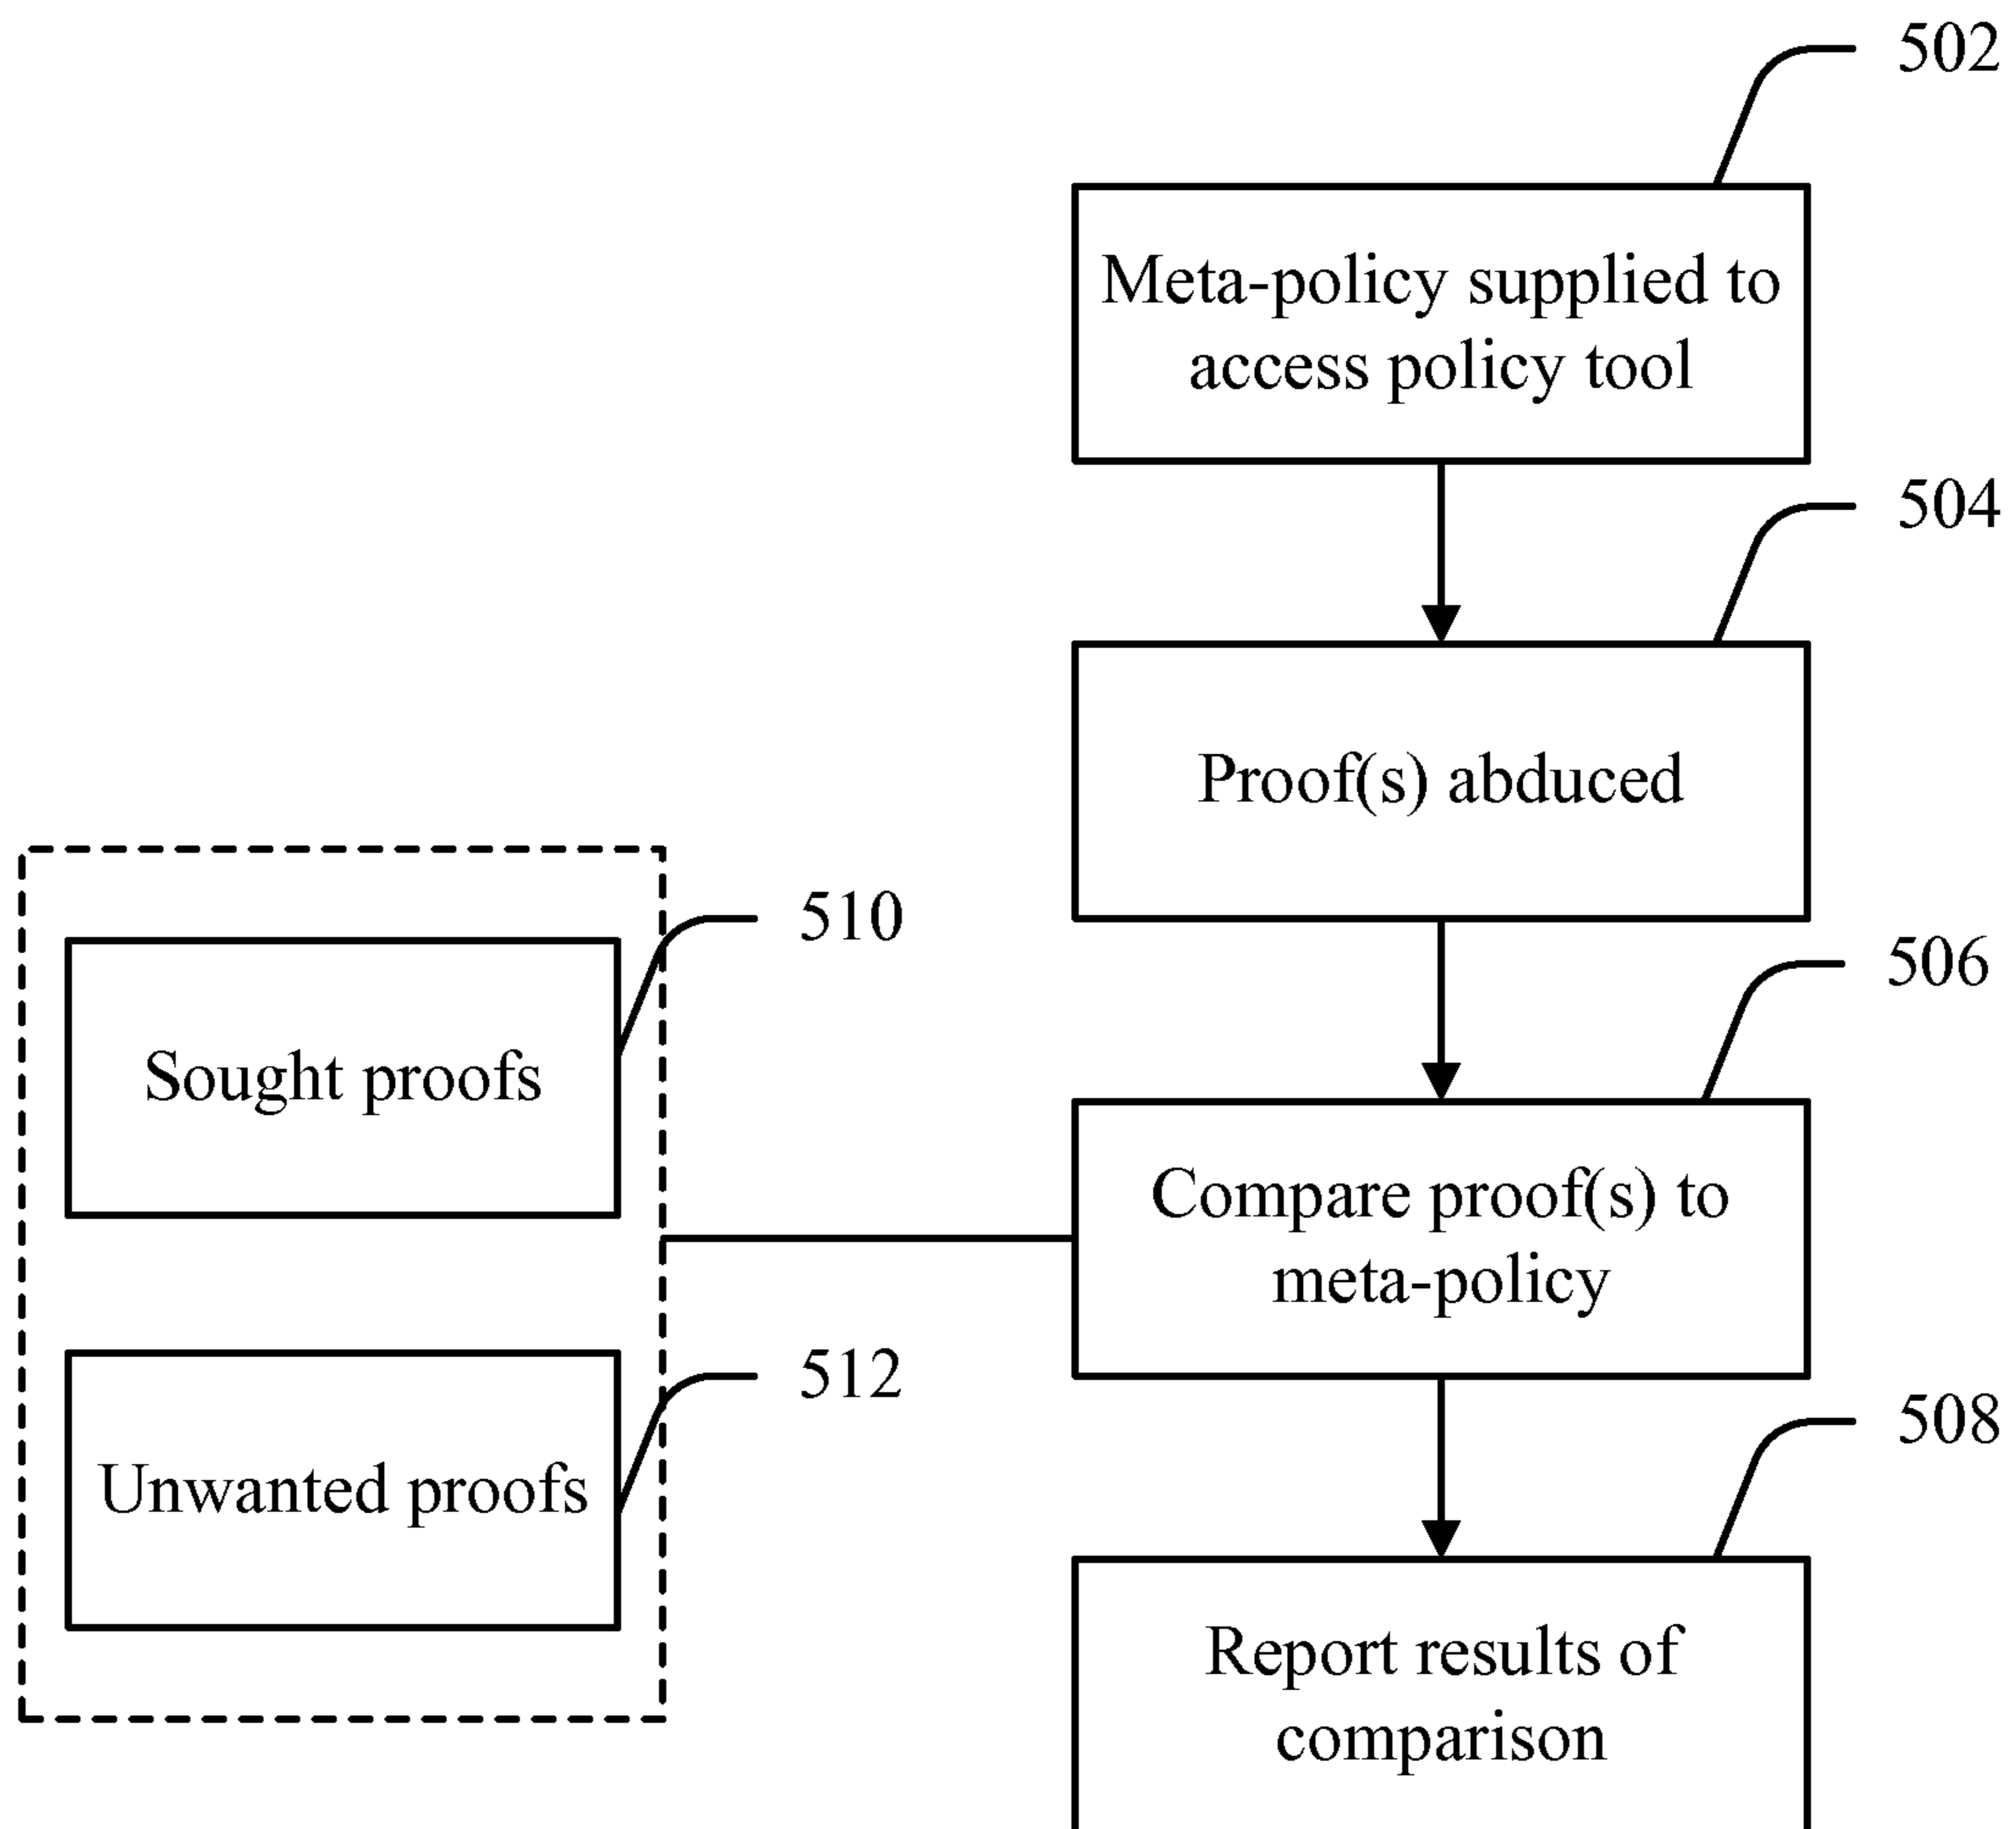 502
Meta-policy supplied to
access policy tool
504
Proof(s) abduced
510
506
Sought proofs
Compare proof(s) to
meta-policy
512
508
Unwanted proofs
Report results of
comparison